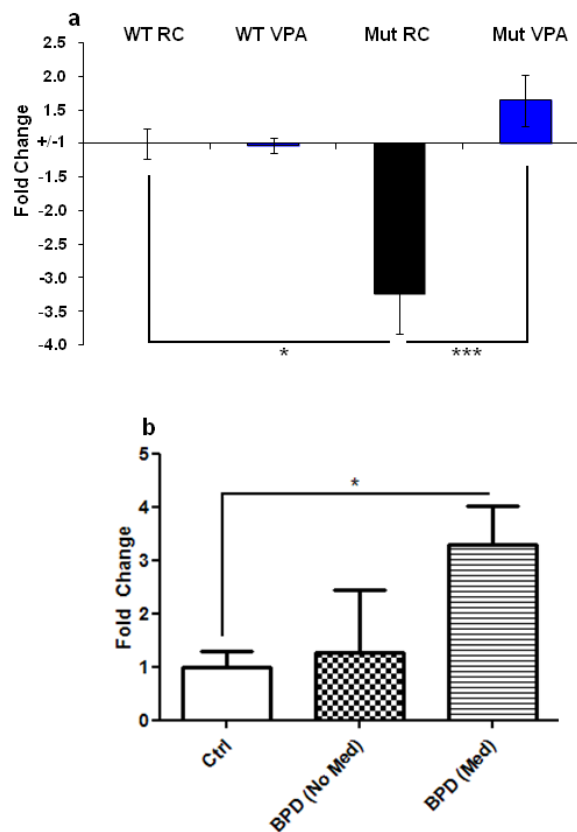 a
WT RC WT VPA Mut RC Mut VPA
2.5
1.5
+/-1
-1.5
-2.0
-2.5
-3.0
-3.5
-4.0
Fold Change
* ***
b
*
5
4
3
2
1
0
Fold Change
Ctrl
BPD (No Med)
BPD (Med)